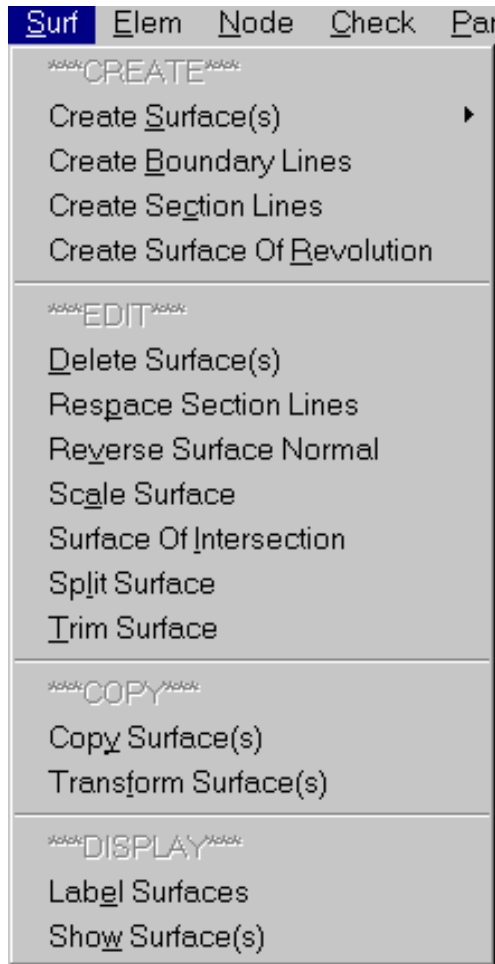 Surf Elem Node Check Par
***CREATE***
Create Surface(s)
Create Boundary Lines
Create Section Lines
Create Surface Of Revolution
***EDIT***
Delete Surface(s)
Respace Section Lines
Reverse Surface Normal
Scale Surface
Surface Of Intersection
Split Surface
Trim Surface
***COPY***
Copy Surface(s)
Transform Surface(s)
***DISPLAY***
Label Surfaces
Show Surface(s)